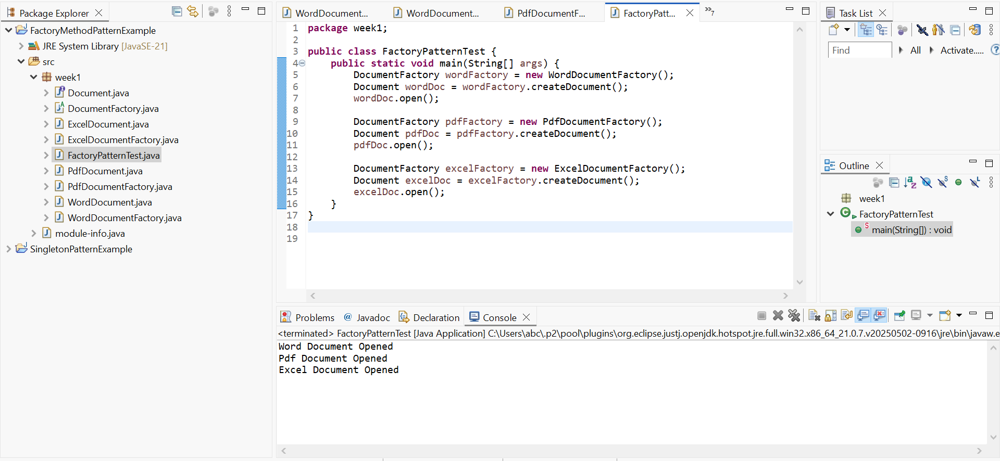 Package Explorer
FactoryMethodPatternExample
JRE System Library [JavaSE-21]
src
week1
Document.java
DocumentFactory.java
ExcelDocument.java
ExcelDocumentFactory.java
FactoryPatternTest.java
PdfDocument.java
PdfDocumentFactory.java
WordDocument.java
WordDocumentFactory.java
module-info.java
SingletonPatternExample
WordDocument... WordDocument... PdfDocumentF... FactoryPatt... »7
1 package week1;
2
3 public class FactoryPatternTest {
4 public static void main(String[] args) {
5 DocumentFactory wordFactory = new WordDocumentFactory();
6 Document wordDoc = wordFactory.createDocument();
7 wordDoc.open();
8
9 DocumentFactory pdfFactory = new PdfDocumentFactory();
10 Document pdfDoc = pdfFactory.createDocument();
11 pdfDoc.open();
12
13 DocumentFactory excelFactory = new ExcelDocumentFactory();
14 Document excelDoc = excelFactory.createDocument();
15 excelDoc.open();
16 }
17 }
18
19
Problems @ Javadoc Declaration Console
<terminated> FactoryPatternTest [Java Application] C:\Users\abc\.p2\pool\plugins\org.eclipse.justj.openjdk.hotspot.jre.full.win32.x86_64_21.0.7.v20250502-0916\jre\bin\javaw.e
Word Document Opened
Pdf Document Opened
Excel Document Opened
Task List
Find All Activate.....
Outline
week1
FactoryPatternTest
main(String[]) : void